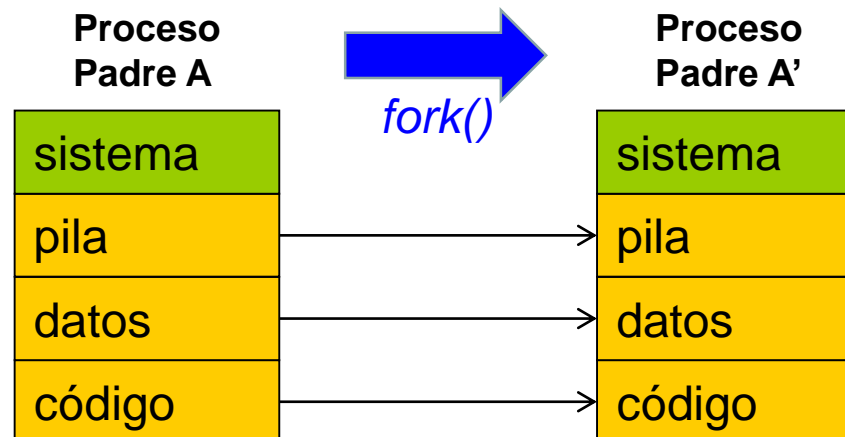 Proceso
Padre A
fork()
Proceso
Padre A’
sistema
pila
datos
código
sistema
pila
datos
código